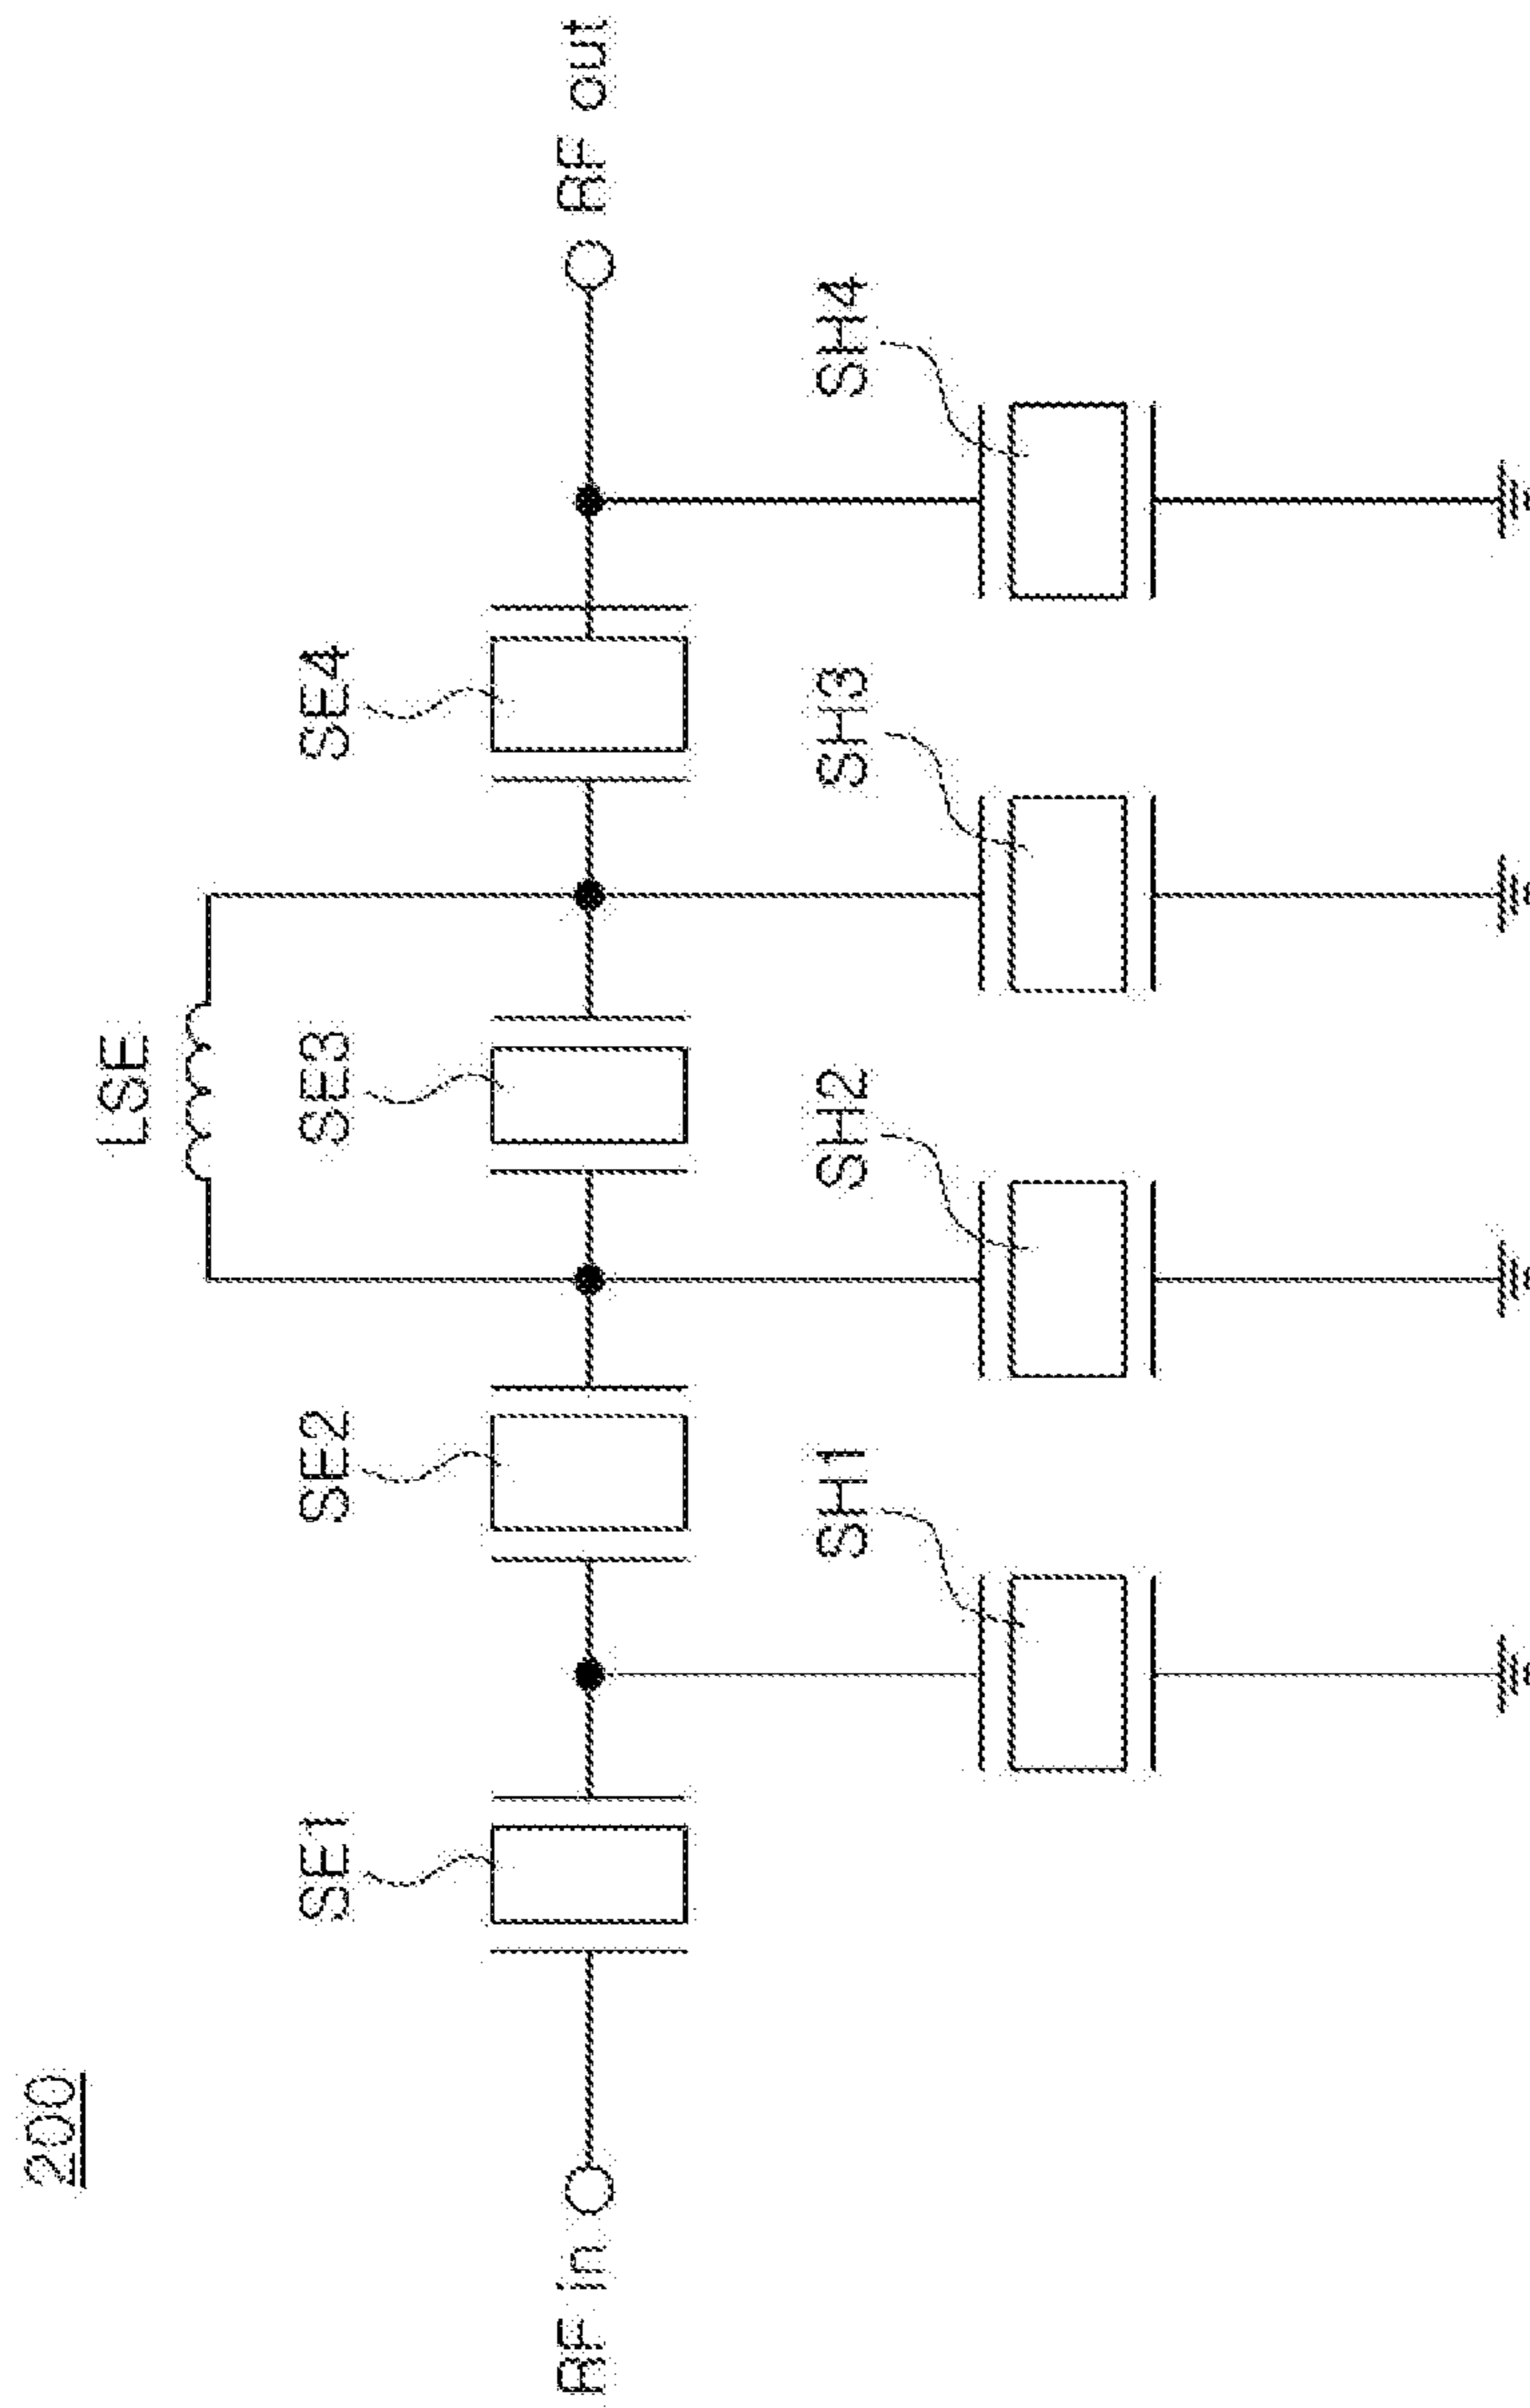 200
LSE
SE1
SE2
SE3
SE4
RF in
RF out
SH1
SH2
SH3
SH4